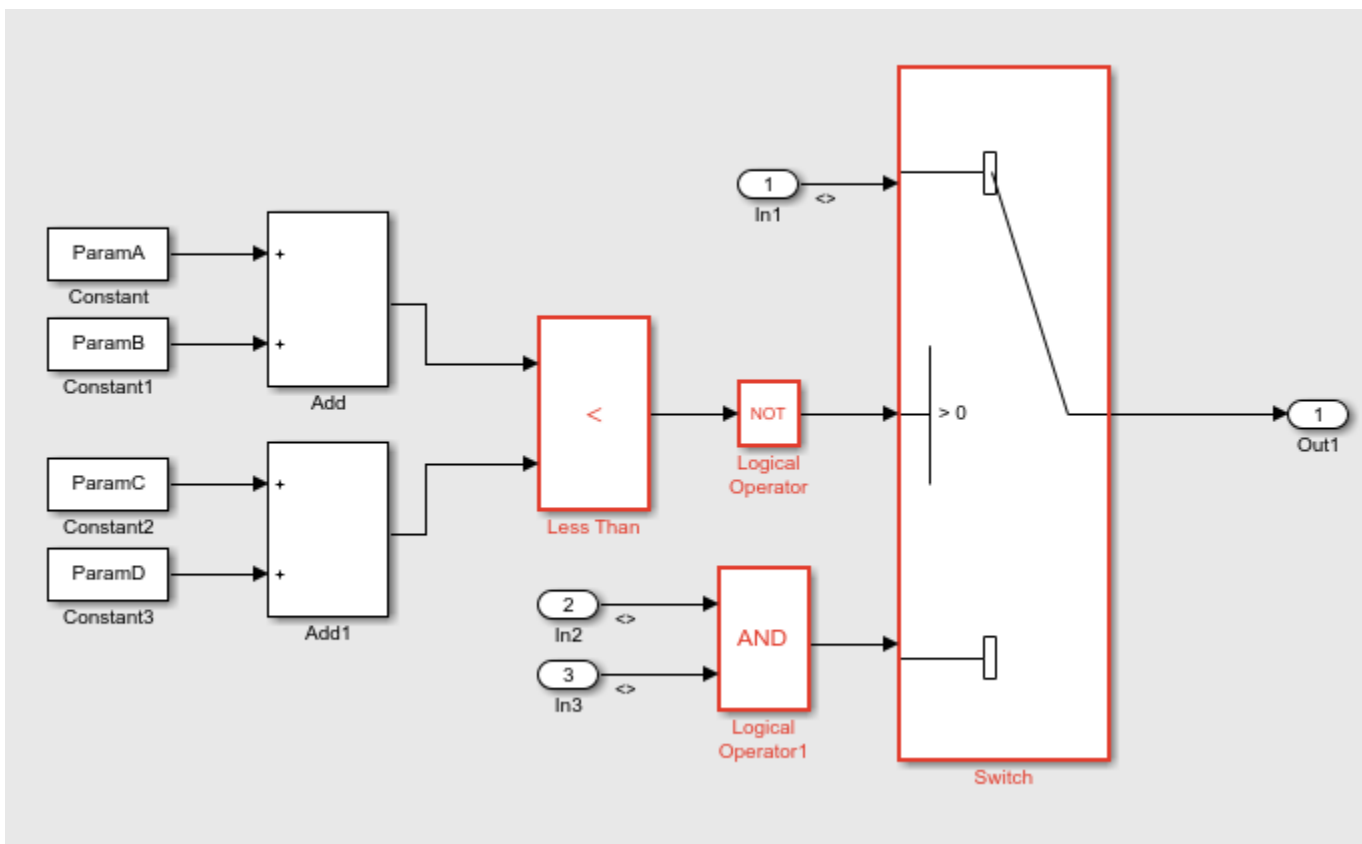 1
<>
In1
ParamA
+
Constant
ParamB
+
Constant1
Add
<
NOT
> 0
1
Out1
Logical
Operator
ParamC
+
Constant2
Less Than
ParamD
+
Constant3
Add1
2
<>
In2
AND
3
<>
In3
Logical
Operator1
Switch